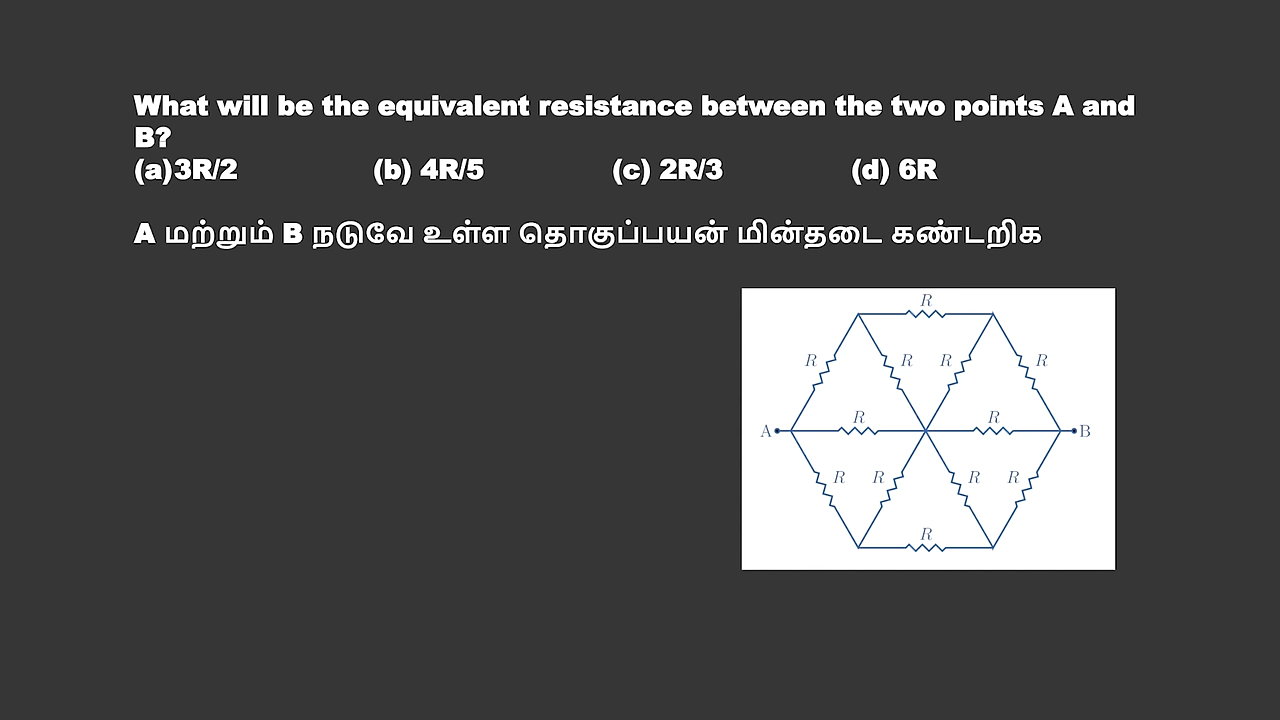 What will be the equivalent resistance between the two points A and
B?
(a)3R/2 (b) 4R/5 (c) 2R/3 (d) 6R
A மற்றும் B நடுவே உள்ள தொகுப்பயன் மின்தடை கண்டறிக
R
R R R R
R R
A B
R R R R
R